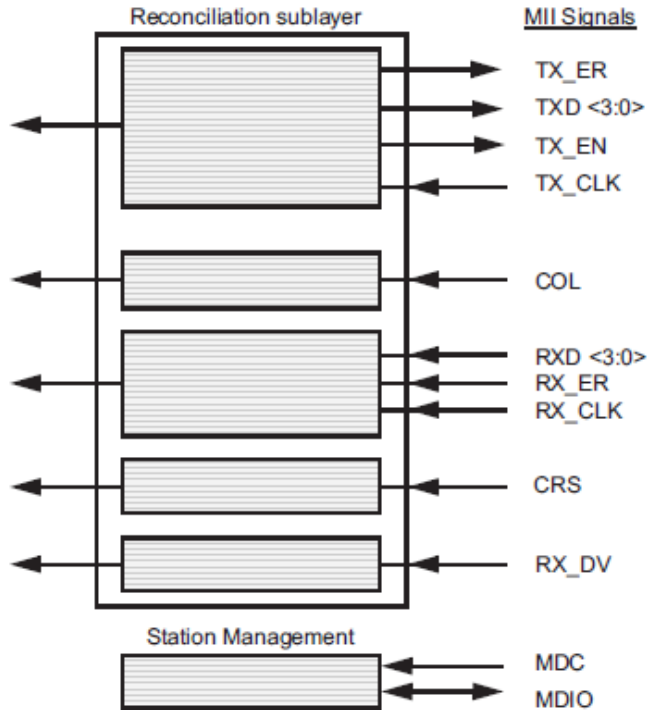 Reconciliation sublayer
MII Signals
TX_ER
TXD <3:0>
TX_EN
TX_CLK
COL
RXD <3:0>
RX_ER
RX_CLK
CRS
RX_DV
Station Management
MDC
MDIO